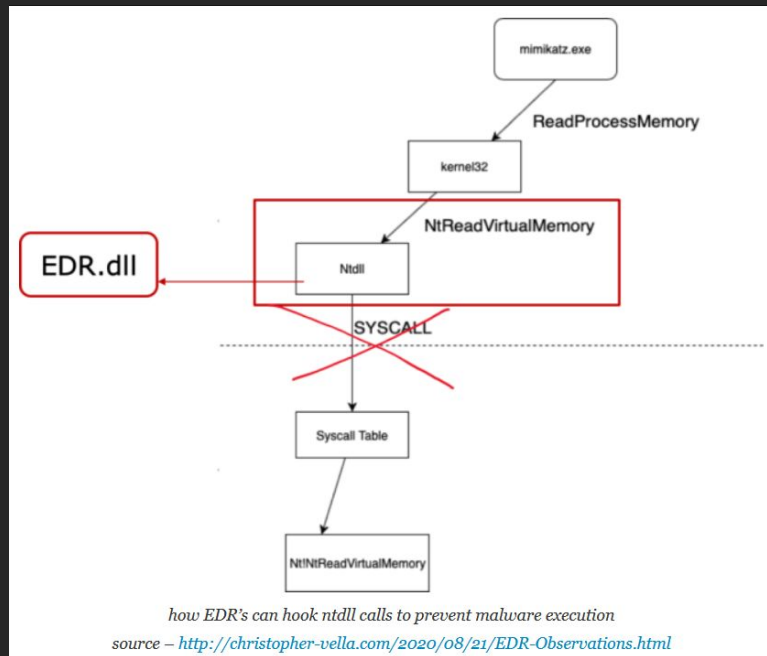 mimikatz.exe
ReadProcessMemory
kernel32
NtReadVirtualMemory
EDR.dll
Ntdll
SYSCALL
Syscall Table
Nt!NtReadVirtualMemory
how EDR's can hook ntdll calls to prevent malware execution
source – http://christopher-vella.com/2020/08/21/EDR-Observations.html